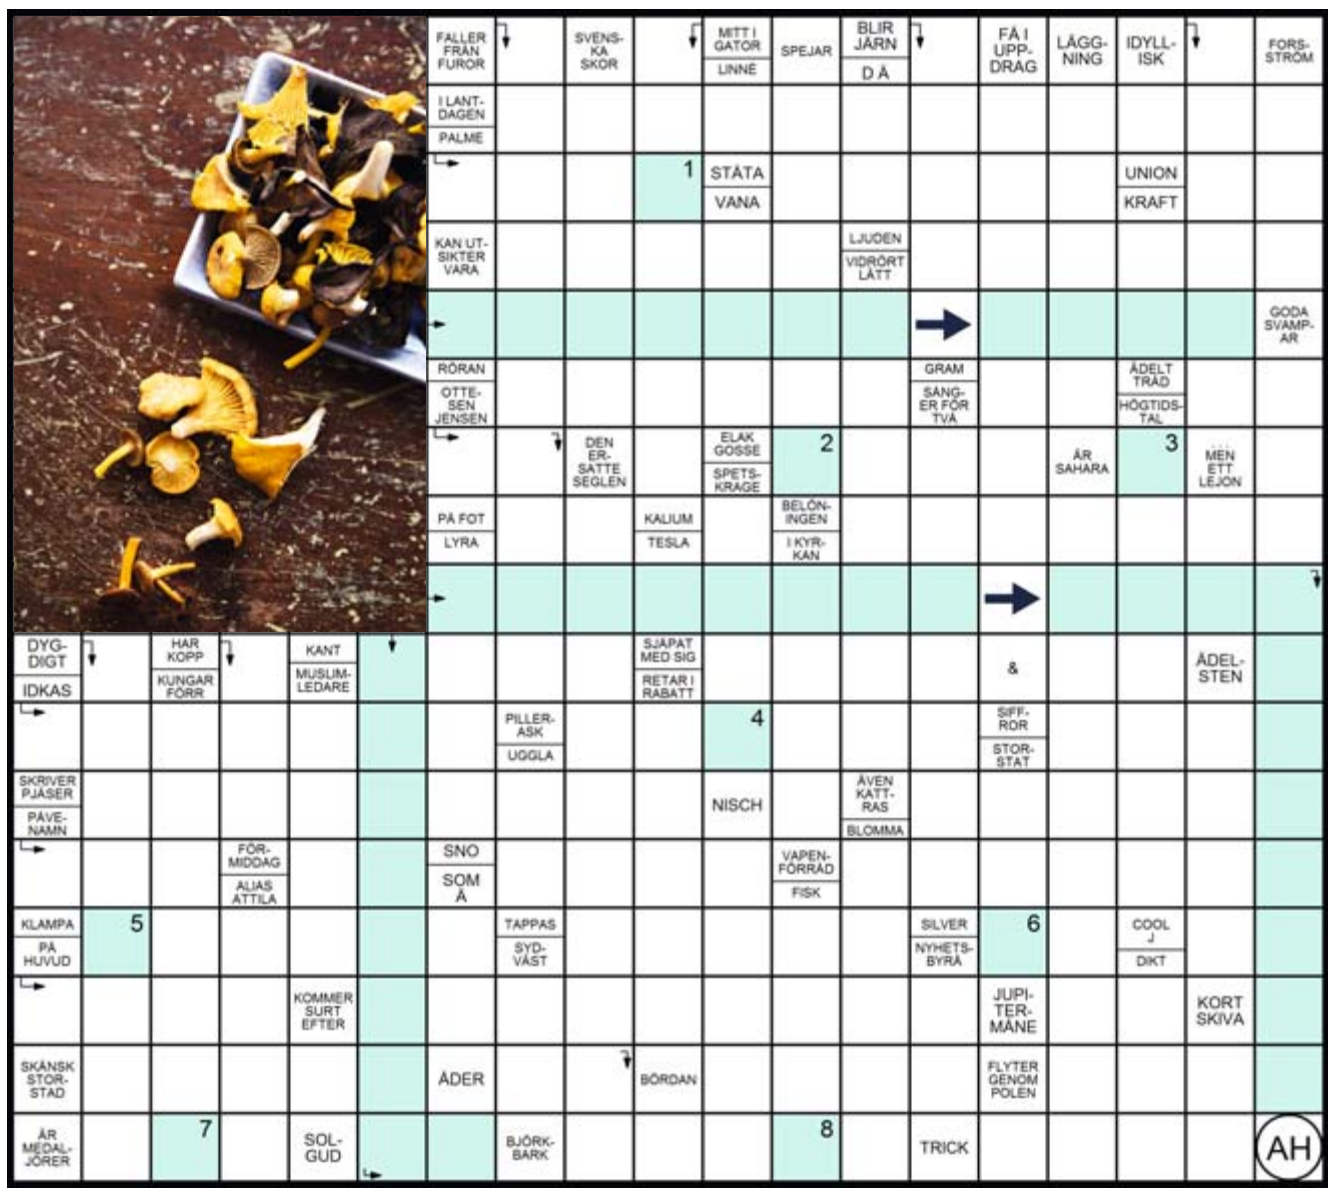 FALLER
FRÅN
FUROR
SVENS-
KA
SKOR
MITT I
GATOR
LINNÉ
SPEJAR
BLIR
JÄRN
D Ä
FÅ I
UPP-
DRAG
LÄGG-
NING
IDYLL-
ISK
FORS-
STRÖM
I LANT-
DAGEN
PALME
1
STÅTA
VANA
UNION
KRAFT
KAN UT-
SIKTER
VARA
LJUDEN
VIDRÖRT
LÄTT
GODA
SVAMP-
AR
RÖRAN
OTTE-
SEN
JENSEN
GRAM
SÅNG-
ER FÖR
TVÅ
ÄDELT
TRÄD
HÖGTIDS-
TAL
DEN
ER-
SATTE
SEGLEN
ELAK
GOSSE
SPETS-
KRAGE
2
ÄR
SAHARA
3
... MEN
ETT
LEJON
PÅ FOT
LYRA
KALIUM
TESLA
BELÖN-
INGEN
I KYR-
KAN
DYG-
DIGT
IDKAS
HAR
KOPP
KUNGAR
FÖRR
KANT
MUSLIM-
LEDARE
SJÄPAT
MED SIG
RETAR I
RABATT
&
ÄDEL-
STEN
PILLER-
ASK
UGGLA
4
SIFF-
ROR
STOR-
STAT
SKRIVER
PJÄSER
PÅVE-
NAMN
NISCH
ÄVEN
KATT-
RAS
BLOMMA
FÖR-
MIDDAG
ALIAS
ATTILA
SNO
SOM
Å
VAPEN-
FÖRRÅD
FISK
KLAMPA
PÅ
HUVUD
5
TAPPAS
SYD-
VÄST
SILVER
NYHETS-
BYRÅ
6
COOL
J
DIKT
KOMMER
SURT
EFTER
JUPI-
TER-
MÅNE
KORT
SKIVA
SKÅNSK
STOR-
STAD
ÅDER
BÖRDAN
FLYTER
GENOM
POLEN
ÄR
MEDAL-
JÖRER
7
SOL-
GUD
BJÖRK-
BARK
8
TRICK
AH